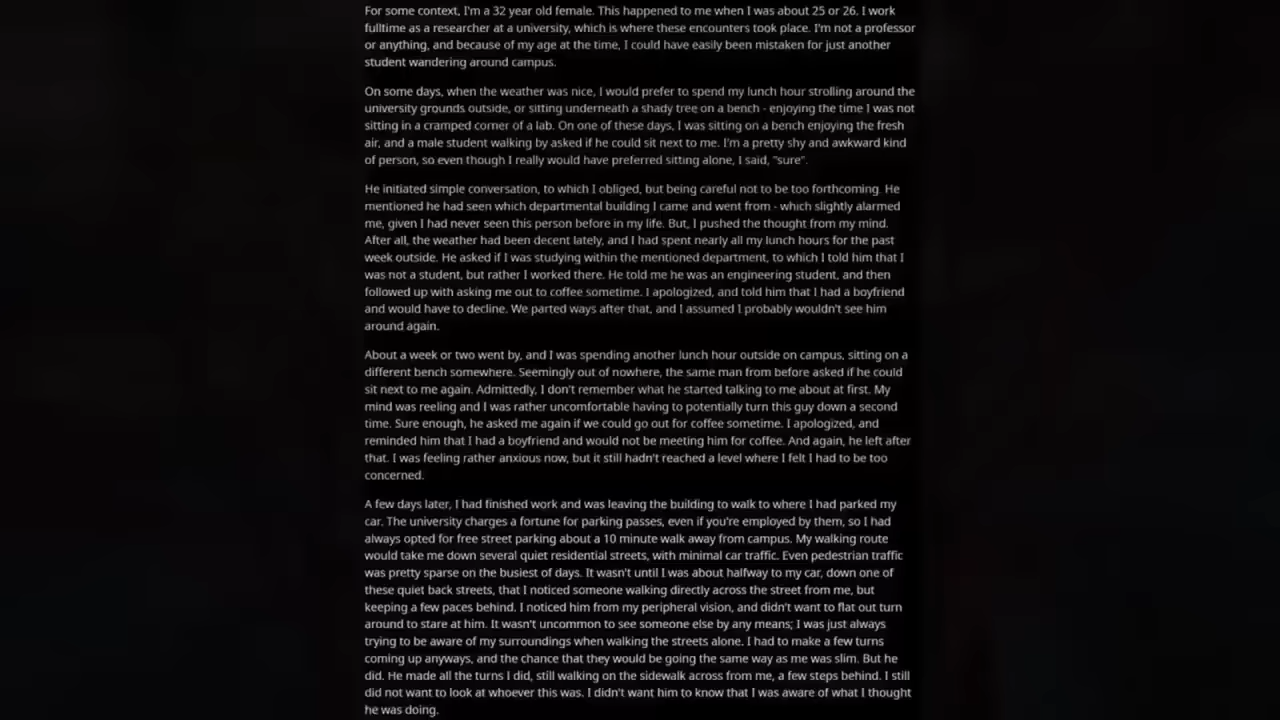 For some context, I'm a 32 year old female. This happened to me when I was about 25 or 26. I work
fulltime as a researcher at a university, which is where these encounters took place. I'm not a professor
or anything, and because of my age at the time, I could have easily been mistaken for just another
student wandering around campus.
On some days, when the weather was nice, I would prefer to spend my lunch hour strolling around the
university grounds outside, or sitting underneath a shady tree on a bench - enjoying the time I was not
sitting in a cramped corner of a lab. On one of these days, I was sitting on a bench enjoying the fresh
air, and a male student walking by asked if he could sit next to me. I'm a pretty shy and awkward kind
of person, so even though I really would have preferred sitting alone, I said, "sure".
He initiated simple conversation, to which I obliged, but being careful not to be too forthcoming. He
mentioned he had seen which departmental building I came and went from - which slightly alarmed
me, given I had never seen this person before in my life. But, I pushed the thought from my mind.
After all, the weather had been decent lately, and I had spent nearly all my lunch hours for the past
week outside. He asked if I was studying within the mentioned department, to which I told him that I
was not a student, but rather I worked there. He told me he was an engineering student, and then
followed up with asking me out to coffee sometime. I apologized, and told him that I had a boyfriend
and would have to decline. We parted ways after that, and I assumed I probably wouldn't see him
around again.
About a week or two went by, and I was spending another lunch hour outside on campus, sitting on a
different bench somewhere. Seemingly out of nowhere, the same man from before asked if he could
sit next to me again. Admittedly, I don't remember what he started talking to me about at first. My
mind was reeling and I was rather uncomfortable having to potentially turn this guy down a second
time. Sure enough, he asked me again if we could go out for coffee sometime. I apologized, and
reminded him that I had a boyfriend and would not be meeting him for coffee. And again, he left after
that. I was feeling rather anxious now, but it still hadn't reached a level where I felt I had to be too
concerned.
A few days later, I had finished work and was leaving the building to walk to where I had parked my
car. The university charges a fortune for parking passes, even if you're employed by them, so I had
always opted for free street parking about a 10 minute walk away from campus. My walking route
would take me down several quiet residential streets, with minimal car traffic. Even pedestrian traffic
was pretty sparse on the busiest of days. It wasn't until I was about halfway to my car, down one of
these quiet back streets, that I noticed someone walking directly across the street from me, but
keeping a few paces behind. I noticed him from my peripheral vision, and didn't want to flat out turn
around to stare at him. It wasn't uncommon to see someone else by any means; I was just always
trying to be aware of my surroundings when walking the streets alone. I had to make a few turns
coming up anyways, and the chance that they would be going the same way as me was slim. But he
did. He made all the turns I did, still walking on the sidewalk across from me, a few steps behind. I still
did not want to look at whoever this was. I didn't want him to know that I was aware of what I thought
he was doing.